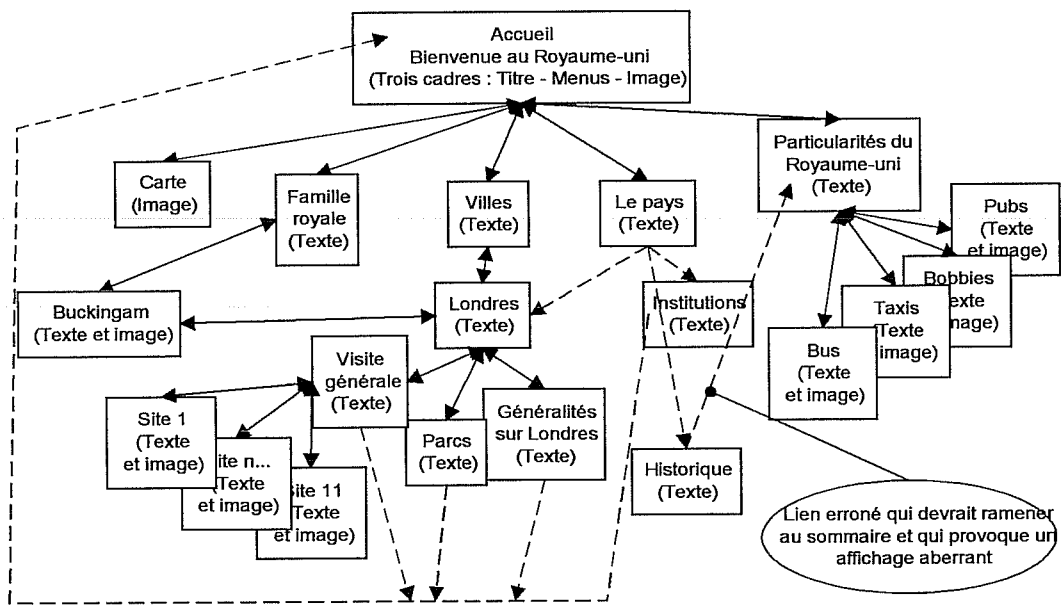 Accueil
Bienvenue au Royaume-uni
(Trois cadres : Titre - Menus - Image)
Carte
(Image)
Famille
royale
(Texte)
Villes
(Texte)
Le pays
(Texte)
Particularités du
Royaume-uni
(Texte)
Pubs
(Texte
et image)
Bobbies
Texte
mage)
Taxis
(Texte
image)
Bus
(Texte
et image)
Buckingam
(Texte et image)
Londres
(Texte)
Institutions
(Texte)
Visite
générale
(Texte)
Site 1
(Texte
et image)
ite n...
(Texte
et image)
Site 11
(Texte
et image)
Parcs
(Texte)
Généralités
sur Londres
(Texte)
Historique
(Texte)
Lien erroné qui devrait ramener
au sommaire et qui provoque un
affichage aberrant